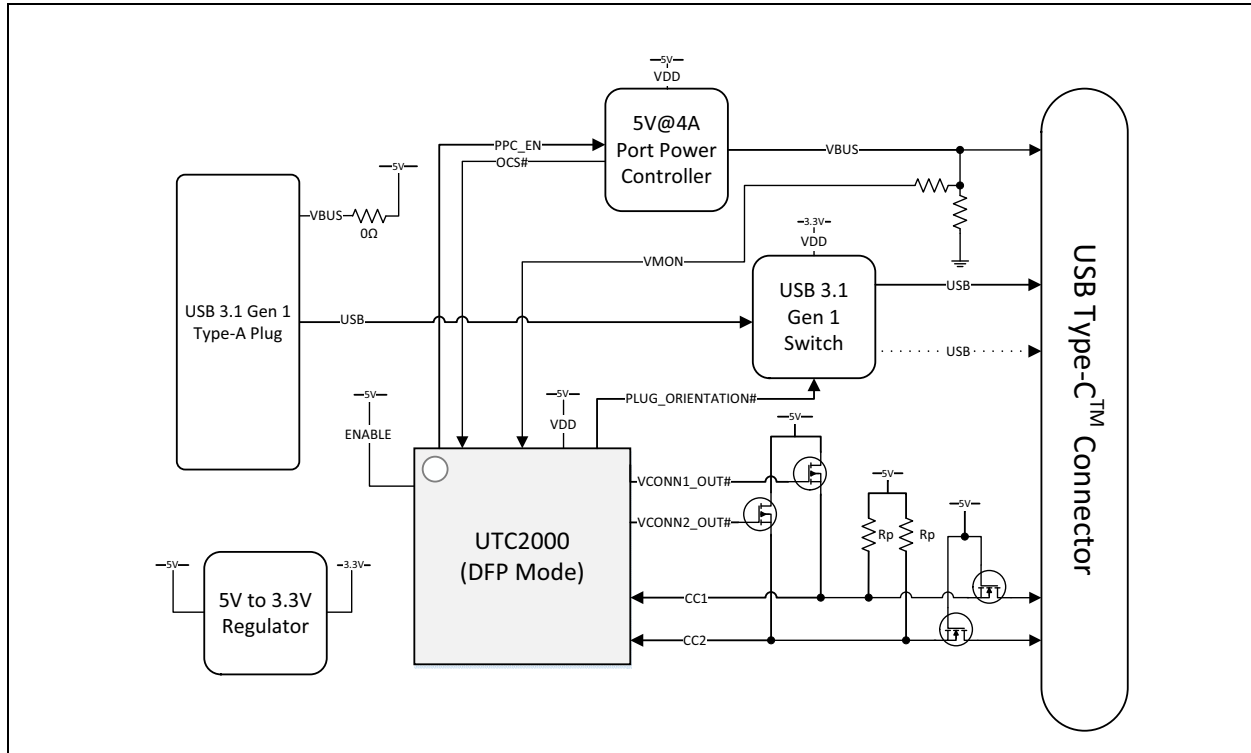 5V
VDD
5V@4A
Port Power
Controller
PPC_EN
OCS#
VBUS
5V
VBUS
0Ω
USB 3.1 Gen 1
Type-A Plug
VMON
3.3V
VDD
USB 3.1
Gen 1
Switch
USB
USB
USB
USB Type-C™ Connector
5V
ENABLE
5V
VDD
PLUG_ORIENTATION#
5V
VCONN1_OUT#
VCONN2_OUT#
5V
Rp
Rp
5V
UTC2000
(DFP Mode)
CC1
CC2
5V
3.3V
5V to 3.3V
Regulator